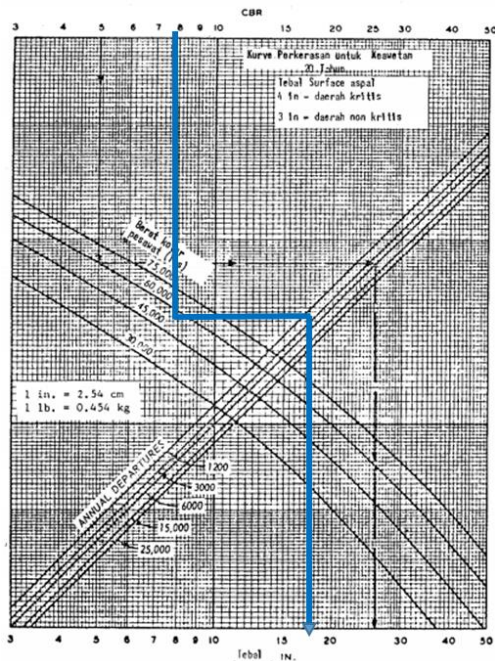 CBR
3 4 5 6 7 8 9 10 15 20 25 30 40 50
Kurve Perkerasan untuk Keawetan
20 Tahun
Tebal Surface aspal
4 in - daerah kritis
3 in - daerah non kritis
Berat kotor
pesawat
75,000
60,000
45,000
30,000
1 in. = 2.54 cm
1 lb. = 0.454 kg
ANNUAL DEPARTURES
1200
3000
6000
15,000
25,000
3 4 5 6 7 8 9 10 15 20 30 40 50
Tebal IN.